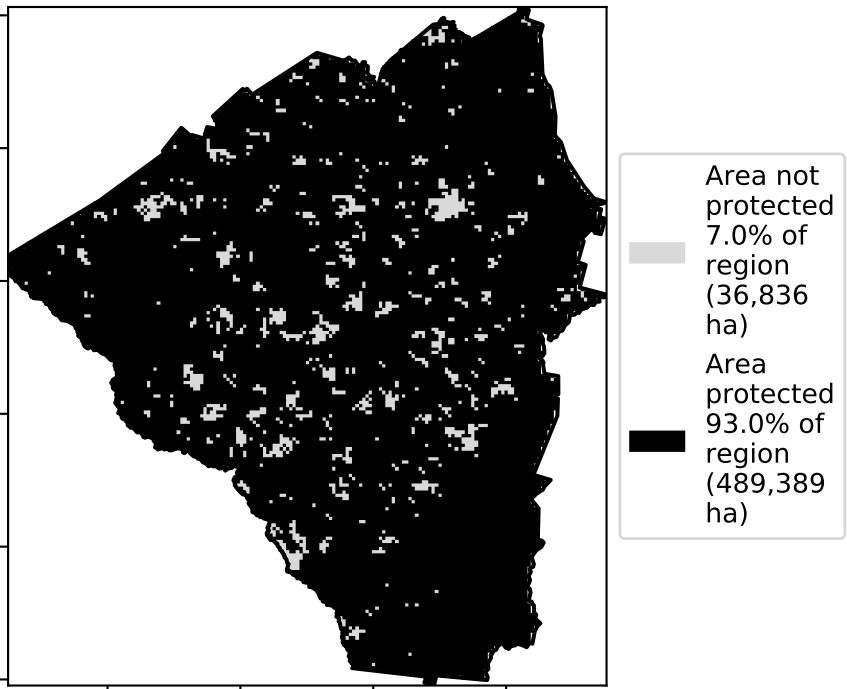 Area not
protected
7.0% of
region
(36,836
ha)
Area
protected
93.0% of
region
(489,389
ha)